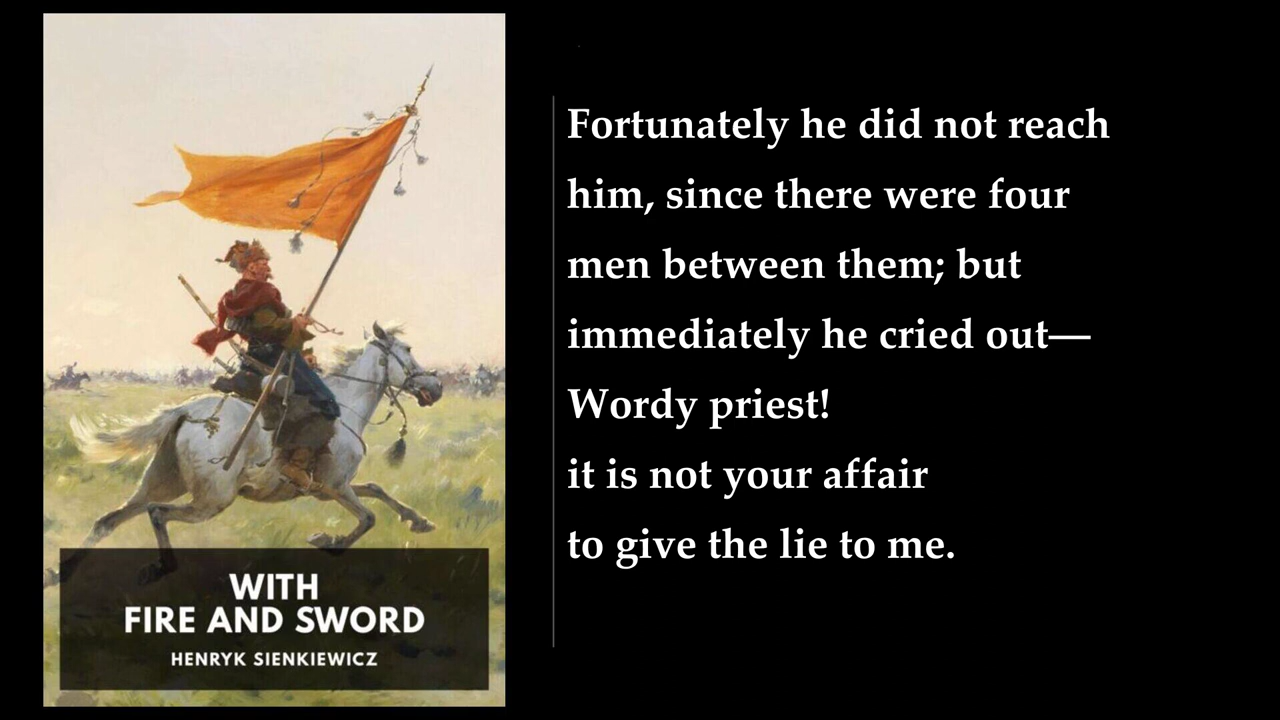 Fortunately he did not reach
him, since there were four
men between them; but
immediately he cried out—
Wordy priest!
it is not your affair
to give the lie to me.
WITH
FIRE AND SWORD
HENRYK SIENKIEWICZ